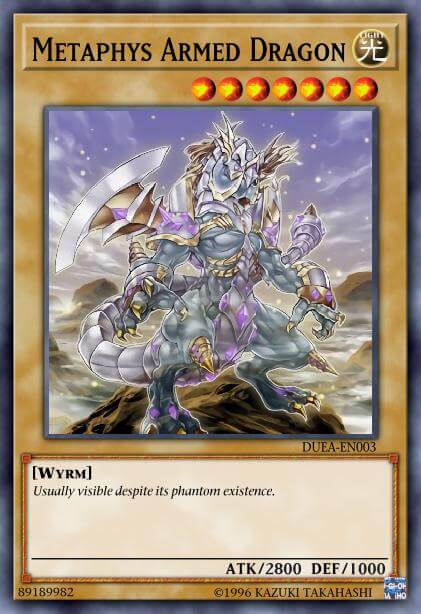 METAPHYS ARMED DRAGON
LIGHT
光
DUEA-EN003
[WYRM]
Usually visible despite its phantom existence.
ATK/2800 DEF/1000
89189982
©1996 KAZUKI TAKAHASHI